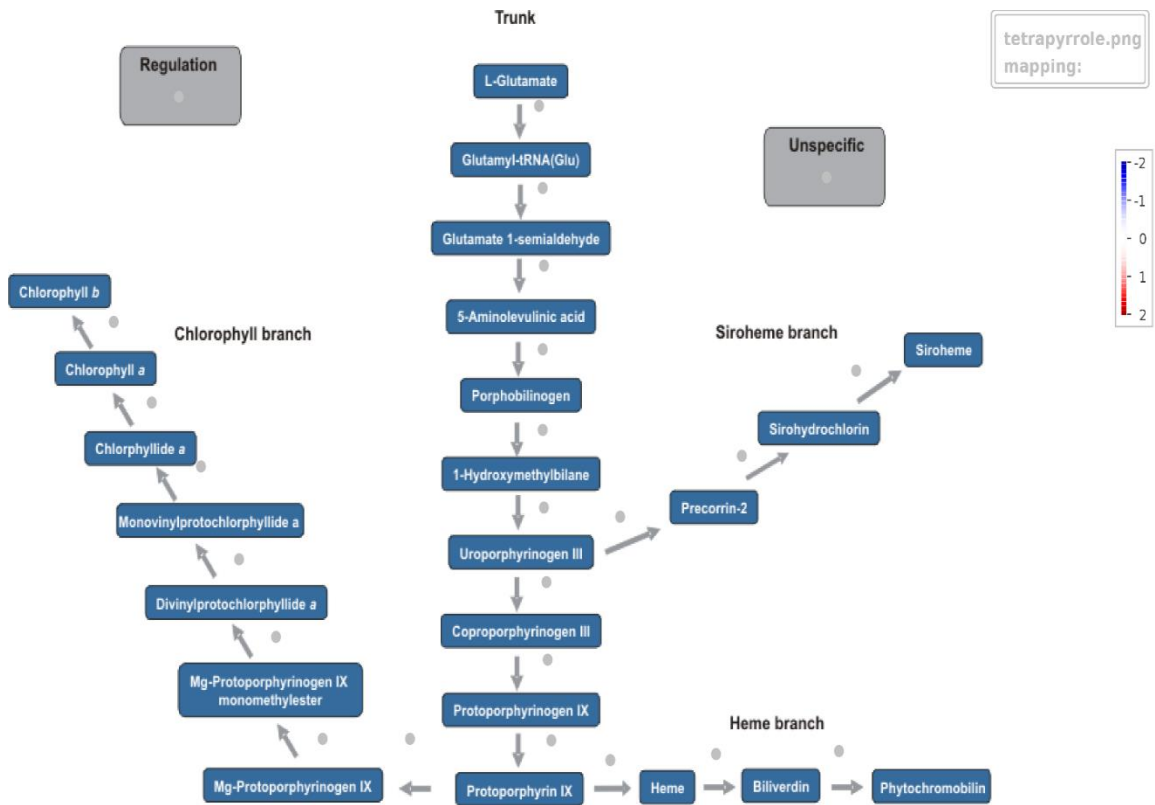 Trunk
tetrapyrrole.png
mapping:
Regulation
L-Glutamate
Unspecific
Glutamyl-tRNA(Glu)
-2
-1
0
1
2
Glutamate 1-semialdehyde
Chlorophyll b
5-Aminolevulinic acid
Chlorophyll branch
Siroheme branch
Siroheme
Chlorophyll a
Porphobilinogen
Sirohydrochlorin
Chlorphyllide a
1-Hydroxymethylbilane
Precorrin-2
Monovinylprotochlorphyllide a
Uroporphyrinogen III
Divinylprotochlorphyllide a
Coproporphyrinogen III
Mg-Protoporphyrinogen IX
monomethylester
Protoporphyrinogen IX
Heme branch
Mg-Protoporphyrinogen IX
Protoporphyrin IX
Heme
Biliverdin
Phytochromobilin